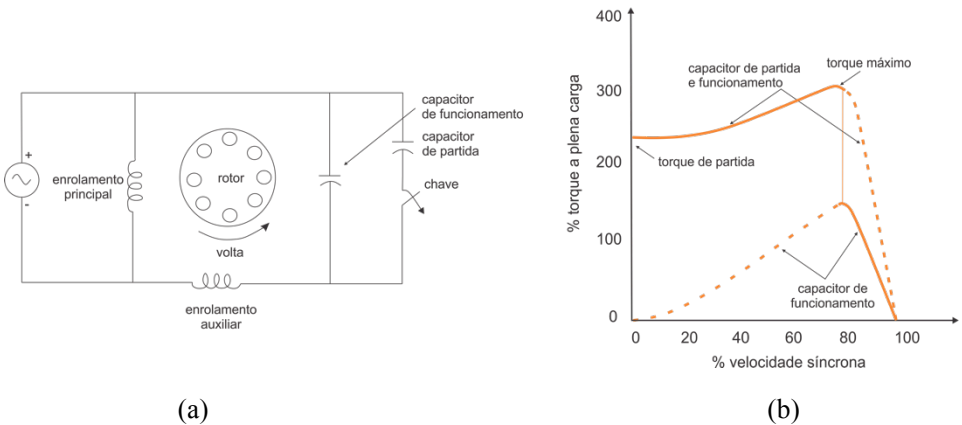 +
-
enrolamento
principal
rotor
volta
enrolamento
auxiliar
capacitor
de funcionamento
capacitor
de partida
chave
(a)
% torque a plena carga
400
300
200
100
0
capacitor de partida
e funcionamento
torque máximo
torque de partida
capacitor de
funcionamento
0 20 40 60 80 100
% velocidade síncrona
(b)